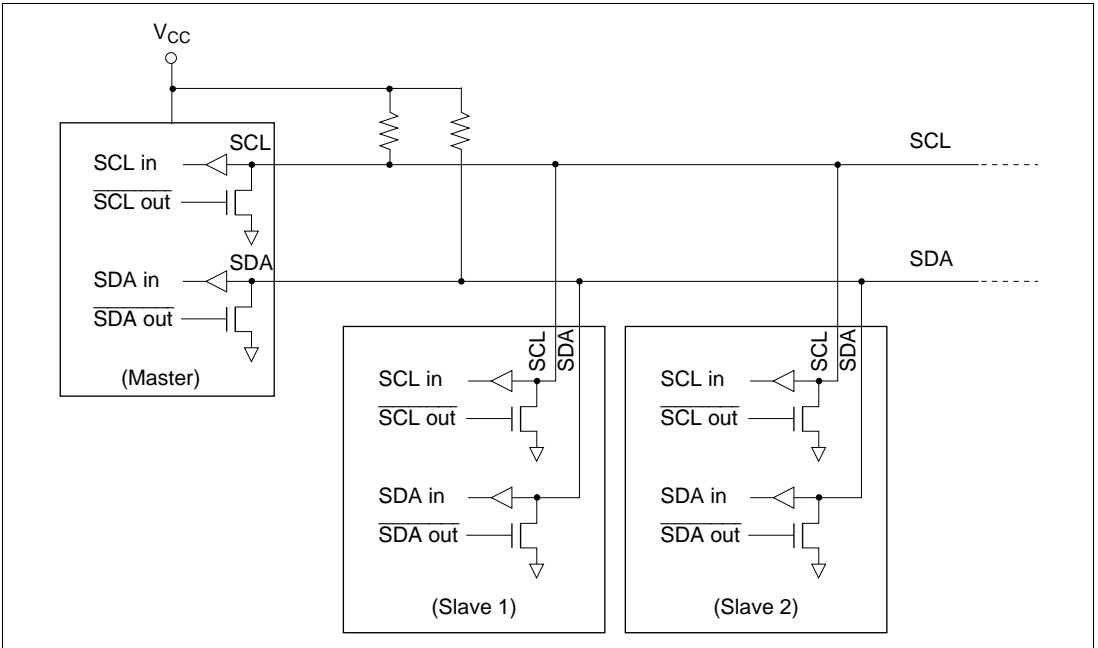 VCC
SCL
SCL in
SCL out
SDA
SDA in
SDA out
(Master)
SCL
SDA
SCL
SDA
SCL in
SCL out
SDA in
SDA out
(Slave 1)
SCL
SDA
SCL in
SCL out
SDA in
SDA out
(Slave 2)